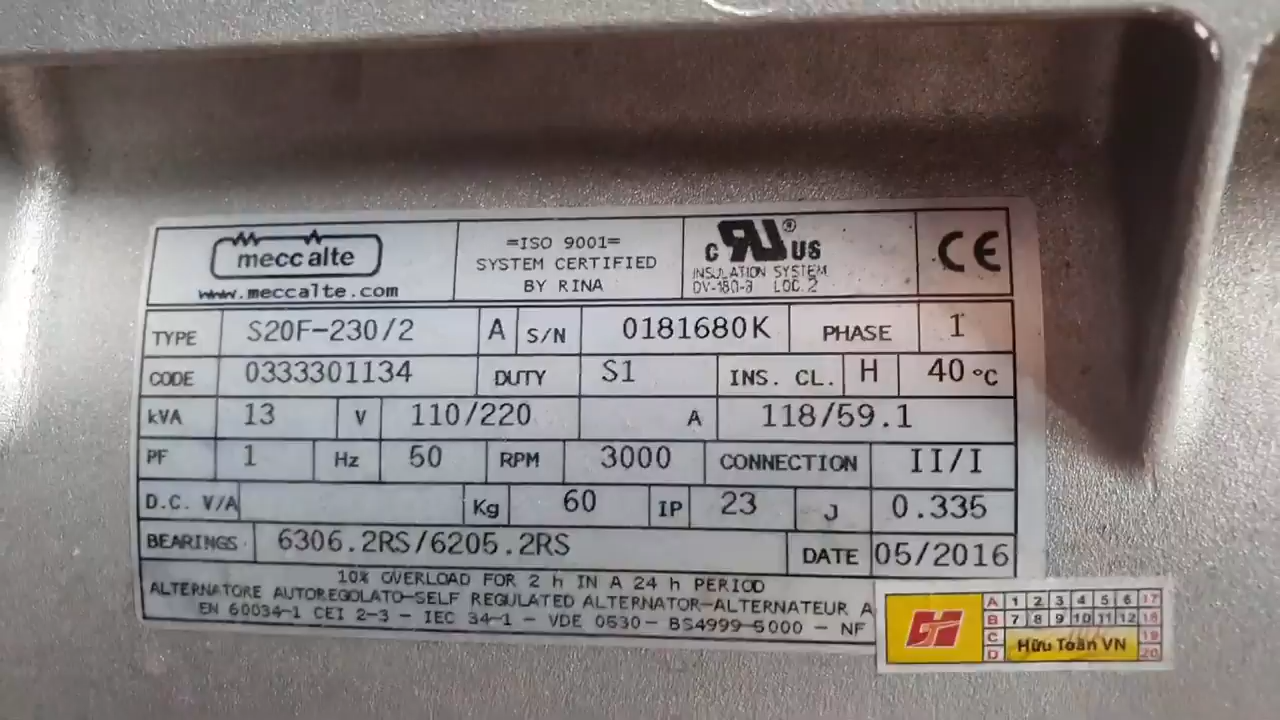 meccalte
www.meccalte.com
=ISO 9001=
SYSTEM CERTIFIED
BY RINA
c RU ® US
INSULATION SYSTEM
DV-180-3 LOC.2
CE
TYPE S20F-230/2 A S/N 0181680K PHASE 1
CODE 0333301134 DUTY S1 INS. CL. H 40 °C
kVA 13 V 110/220 A 118/59.1
PF 1 Hz 50 RPM 3000 CONNECTION II/I
D.C. V/A Kg 60 IP 23 J 0.335
BEARINGS 6306.2RS/6205.2RS DATE 05/2016
10% OVERLOAD FOR 2 h IN A 24 h PERIOD
ALTERNATORE AUTOREGOLATO-SELF REGULATED ALTERNATOR-ALTERNATEUR A
EN 60034-1 CEI 2-3 - IEC 34-1 - VDE 0530- BS4999-5000 - NF
A 1 2 3 4 5 6 17
B 7 8 9 10 11 12 18
C Hữu Toàn VN 19
D 20